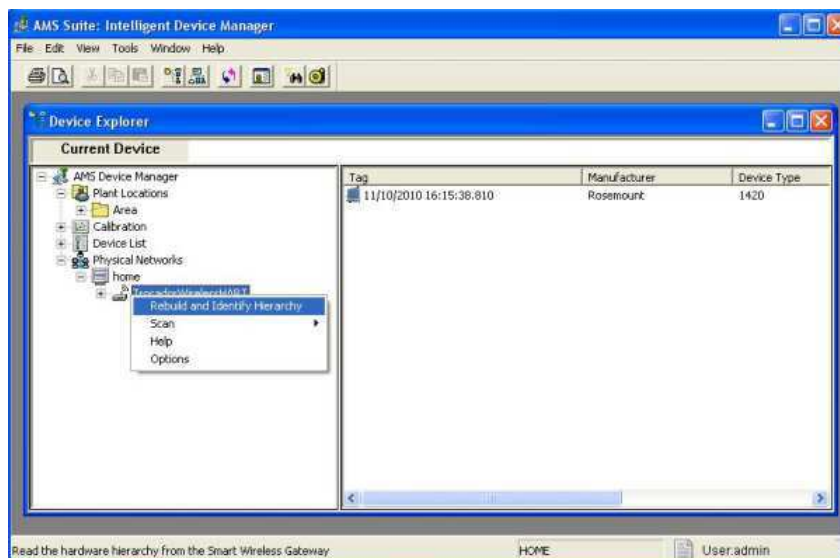 AMS Suite: Intelligent Device Manager
File Edit View Tools Window Help
Device Explorer
Current Device
AMS Device Manager
Plant Locations
Area
Calibration
Device List
Physical Networks
home
Rebuild and Identify Hierarchy
Scan
Help
Options
Tag Manufacturer Device Type
11/10/2010 16:15:38.810 Rosemount 1420
Read the hardware hierarchy from the Smart Wireless Gateway HOME User:admin